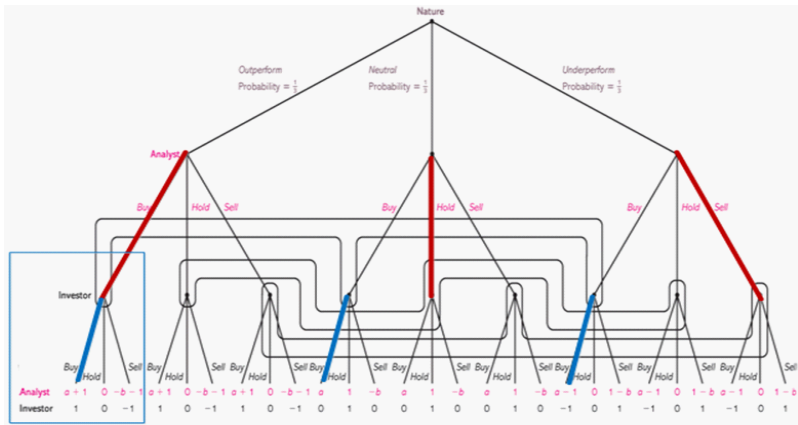 Nature
Outperform Neutral Underperform
Probability = 1/3 Probability = 1/3 Probability = 1/3
Analyst
Buy Hold Sell Buy Hold Sell Buy Hold Sell
Investor
Buy Sell Buy Sell Buy Sell Buy Sell Buy Sell Buy Sell Buy Sell Buy Sell Buy Sell
Hold Hold Hold Hold Hold Hold Hold Hold Hold
Analyst a + 1 0 −b − 1 a + 1 0 −b − 1 a + 1 0 −b − 1 a 1 −b a 1 −b a 1 −b a − 1 0 1 − b a − 1 0 1 − b a − 1 0 1 − b
Investor 1 0 −1 1 0 −1 1 0 −1 0 1 0 0 1 0 0 1 0 −1 0 1 −1 0 1 −1 0 1